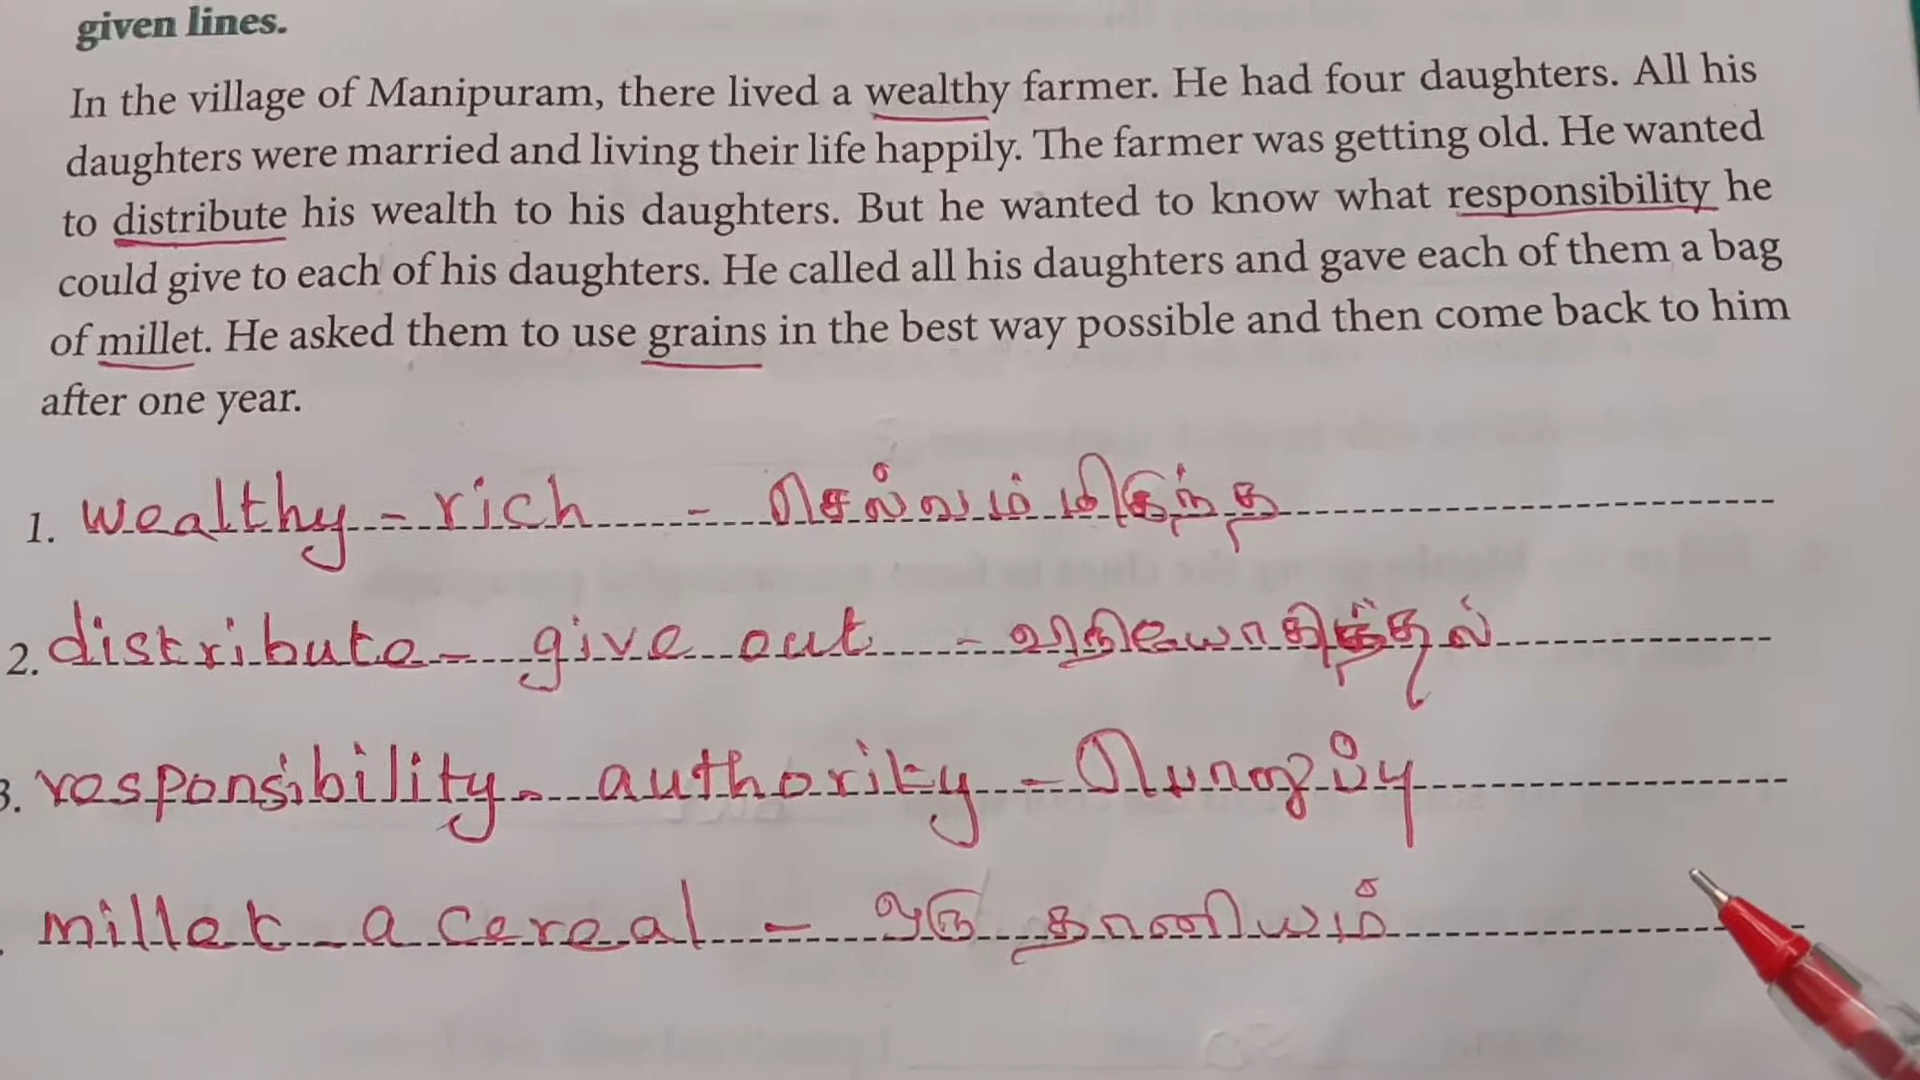 given lines.
In the village of Manipuram, there lived a wealthy farmer. He had four daughters. All his
daughters were married and living their life happily. The farmer was getting old. He wanted
to distribute his wealth to his daughters. But he wanted to know what responsibility he
could give to each of his daughters. He called all his daughters and gave each of them a bag
of millet. He asked them to use grains in the best way possible and then come back to him
after one year.
1. wealthy - rich - செல்வம் மிகுந்த
2. distribute - give out - விநியோகித்தல்
3. responsibility - authority - பொறுப்பு
millet - a cereal - ஒரு தானியம்